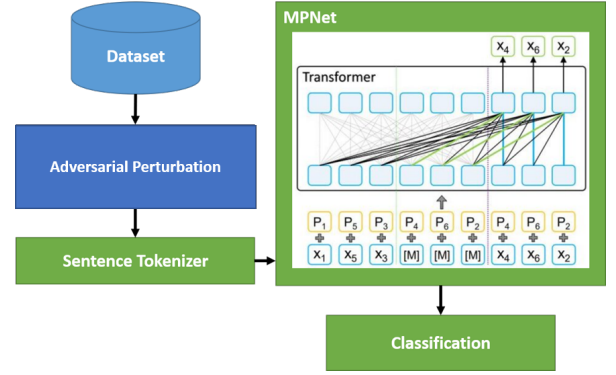 Dataset
Adversarial Perturbation
Sentence Tokenizer
MPNet
x4 x6 x2
Transformer
P1 P5 P3 P4 P6 P2 P4 P6 P2
+ + + + + + + + +
x1 x5 x3 [M] [M] [M] x4 x6 x2
Classification